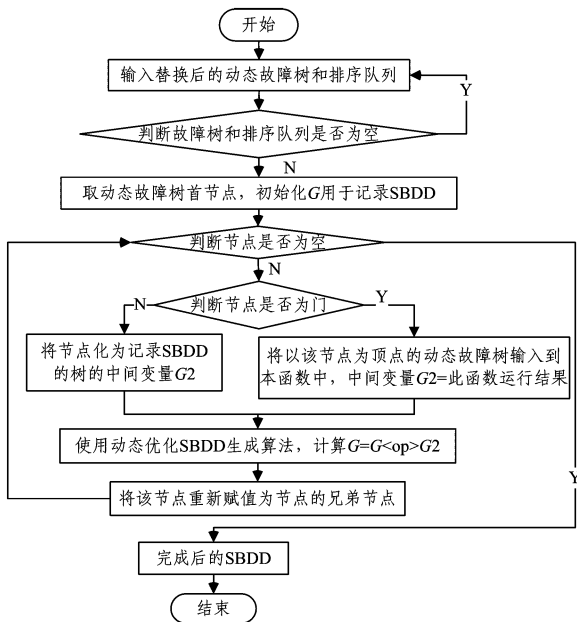 开始
输入替换后的动态故障树和排序队列
Y
判断故障树和排序队列是否为空
N
取动态故障树首节点，初始化G用于记录SBDD
判断节点是否为空
N
判断节点是否为门
N
Y
将节点化为记录SBDD
的树的中间变量G2
将以该节点为顶点的动态故障树输入到
本函数中，中间变量G2=此函数运行结果
使用动态优化SBDD生成算法，计算G=G<op>G2
Y
将该节点重新赋值为节点的兄弟节点
完成后的SBDD
结束